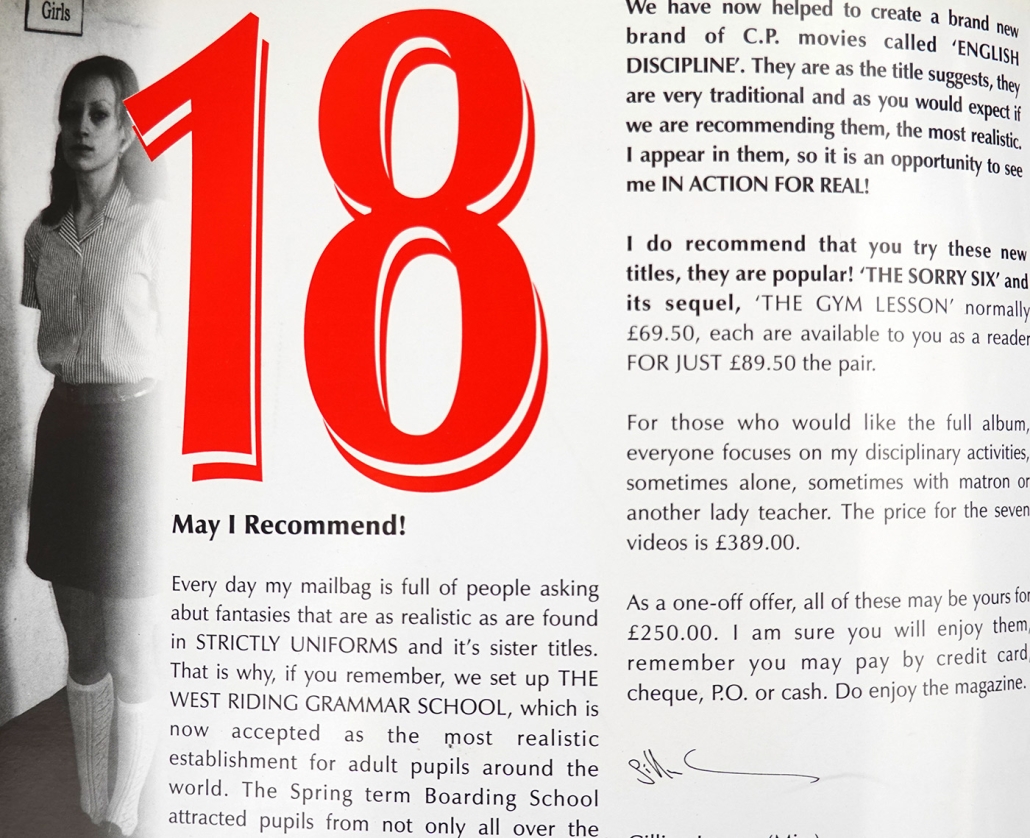 Girls
18
May I Recommend!
Every day my mailbag is full of people asking
abut fantasies that are as realistic as are found
in STRICTLY UNIFORMS and it's sister titles.
That is why, if you remember, we set up THE
WEST RIDING GRAMMAR SCHOOL, which is
now accepted as the most realistic
establishment for adult pupils around the
world. The Spring term Boarding School
attracted pupils from not only all over the
We have now helped to create a brand new
brand of C.P. movies called 'ENGLISH
DISCIPLINE'. They are as the title suggests, they
are very traditional and as you would expect if
we are recommending them, the most realistic.
I appear in them, so it is an opportunity to see
me IN ACTION FOR REAL!
I do recommend that you try these new
titles, they are popular! 'THE SORRY SIX' and
its sequel, 'THE GYM LESSON' normally
£69.50, each are available to you as a reader
FOR JUST £89.50 the pair.
For those who would like the full album,
everyone focuses on my disciplinary activities,
sometimes alone, sometimes with matron or
another lady teacher. The price for the seven
videos is £389.00.
As a one-off offer, all of these may be yours for
£250.00. I am sure you will enjoy them,
remember you may pay by credit card,
cheque, P.O. or cash. Do enjoy the magazine.